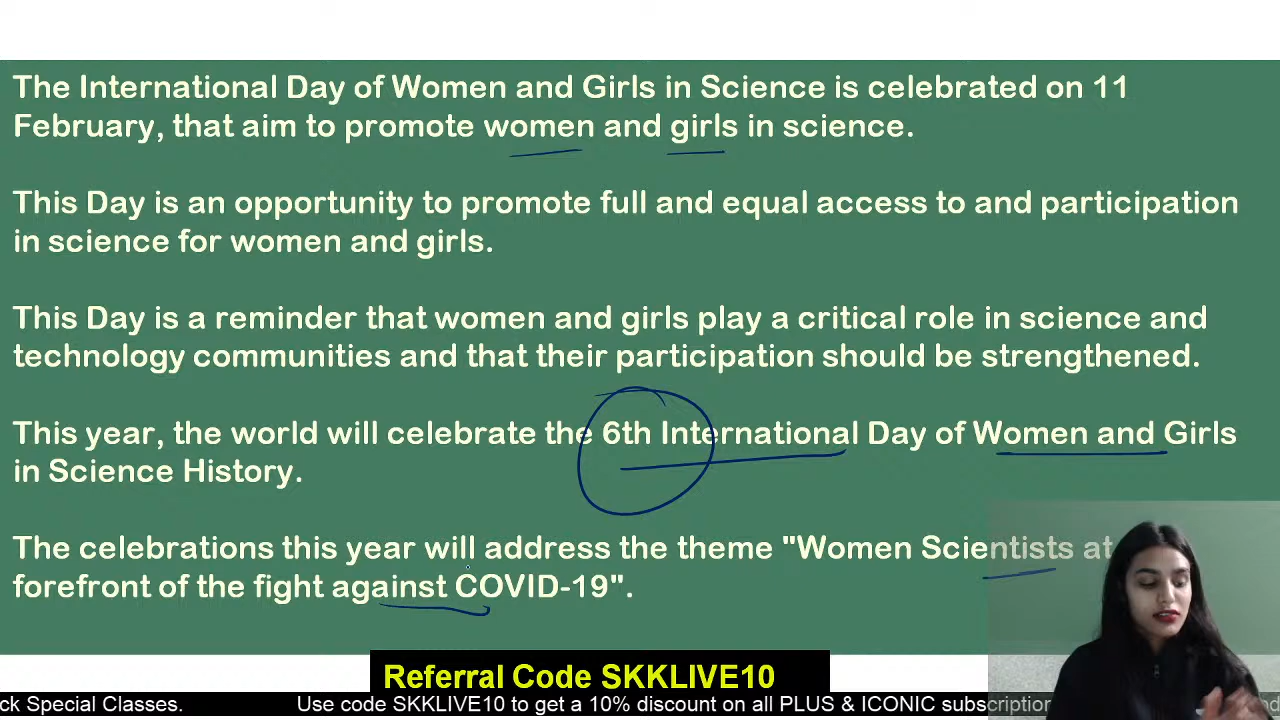 The International Day of Women and Girls in Science is celebrated on 11
February, that aim to promote women and girls in science.
This Day is an opportunity to promote full and equal access to and participation
in science for women and girls.
This Day is a reminder that women and girls play a critical role in science and
technology communities and that their participation should be strengthened.
This year, the world will celebrate the 6th International Day of Women and Girls
in Science History.
The celebrations this year will address the theme "Women Scientists at
forefront of the fight against COVID-19".
Referral Code SKKLIVE10
ck Special Classes. Use code SKKLIVE10 to get a 10% discount on all PLUS & ICONIC subscription